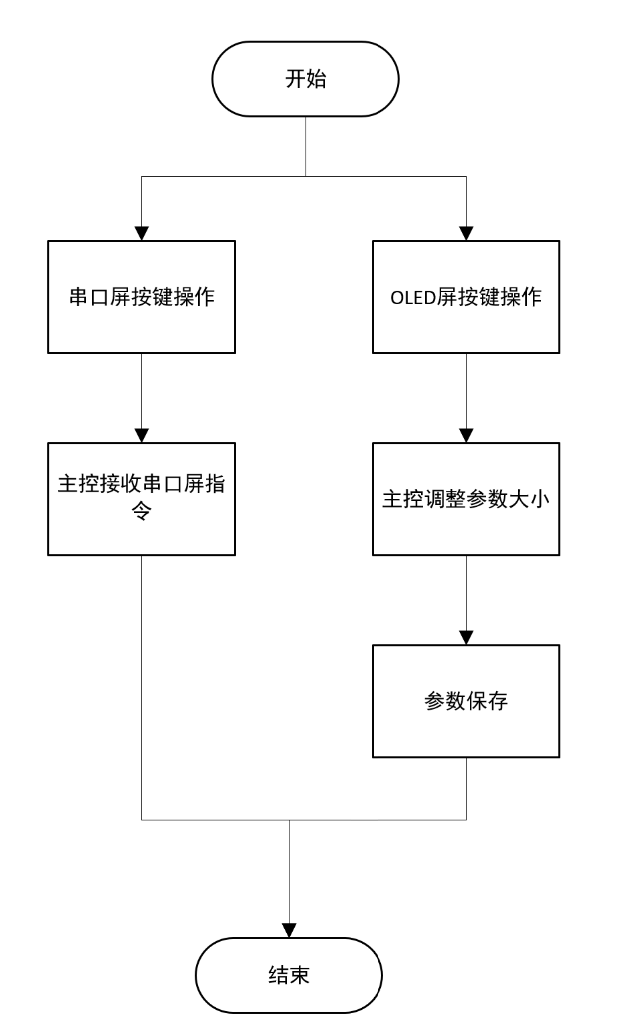 开始
串口屏按键操作
OLED屏按键操作
主控接收串口屏指
令
主控调整参数大小
参数保存
结束